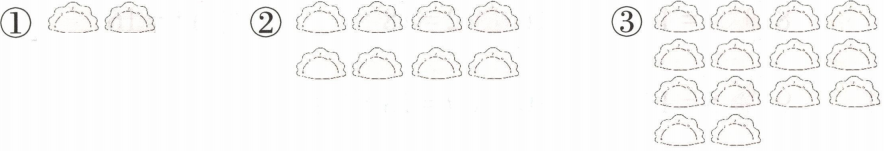 ① ② ③